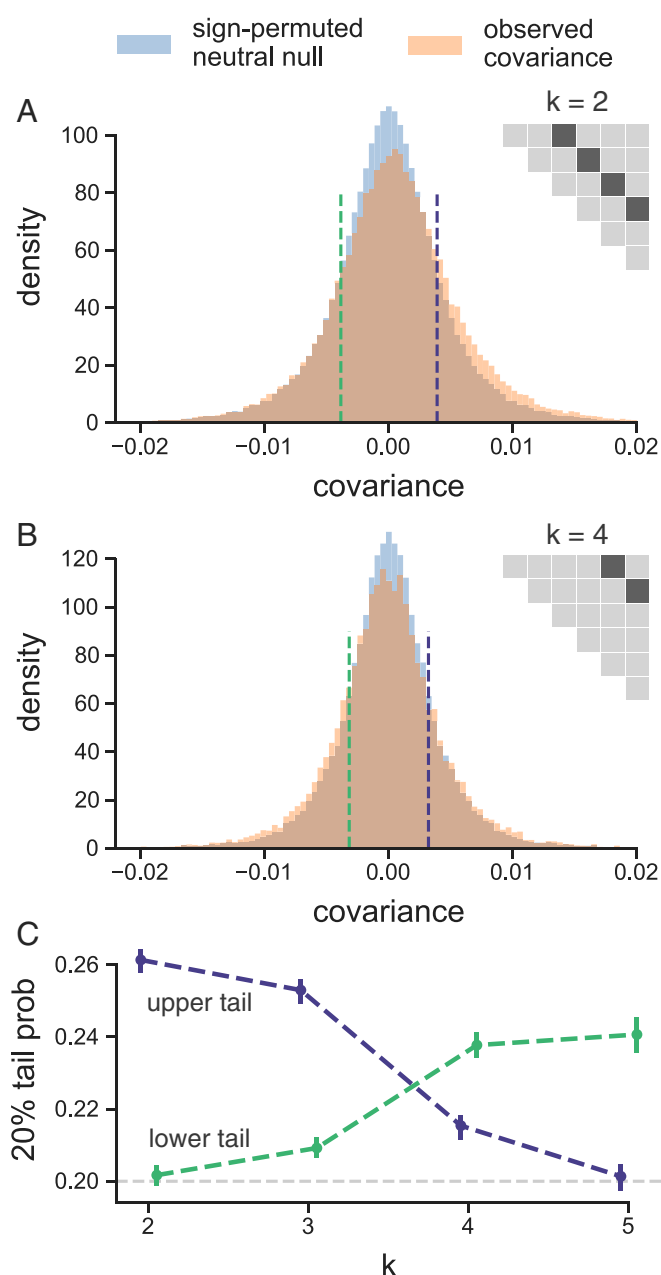 sign-permuted
neutral null
observed
covariance
A
k = 2
100
80
60
40
20
0
density
−0.02
−0.01
0.00
0.01
0.02
covariance
B
k = 4
120
100
80
60
40
20
0
density
−0.02
−0.01
0.00
0.01
0.02
covariance
C
0.26
0.24
0.22
0.20
20% tail prob
upper tail
lower tail
2
3
4
5
k